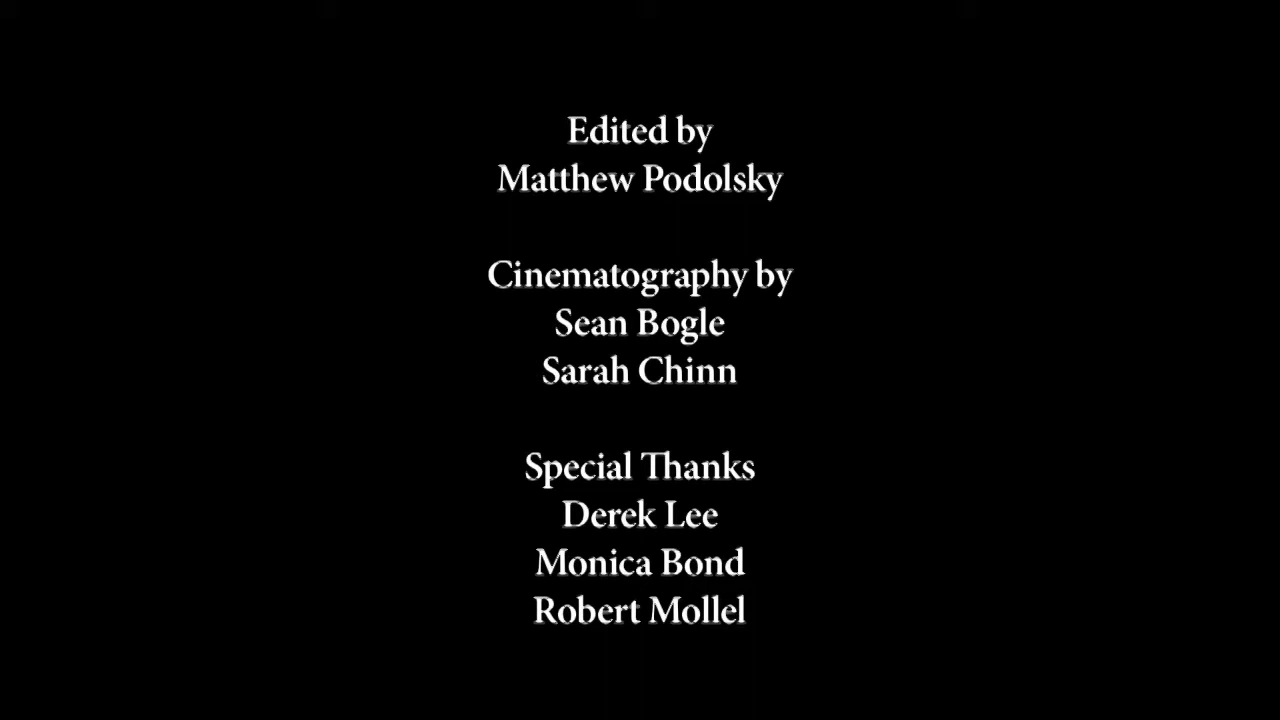 Edited by
Matthew Podolsky
Cinematography by
Sean Bogle
Sarah Chinn
Special Thanks
Derek Lee
Monica Bond
Robert Mollel